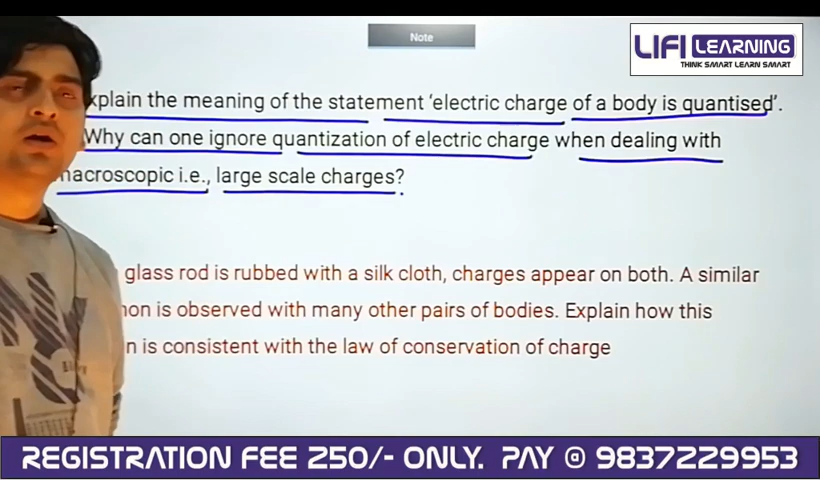 Note
LIFI LEARNING
THINK SMART LEARN SMART
xplain the meaning of the statement ‘electric charge of a body is quantised’.
Why can one ignore quantization of electric charge when dealing with
macroscopic i.e., large scale charges?
glass rod is rubbed with a silk cloth, charges appear on both. A similar
non is observed with many other pairs of bodies. Explain how this
n is consistent with the law of conservation of charge
REGISTRATION FEE 250/- ONLY. PAY @ 9837229953